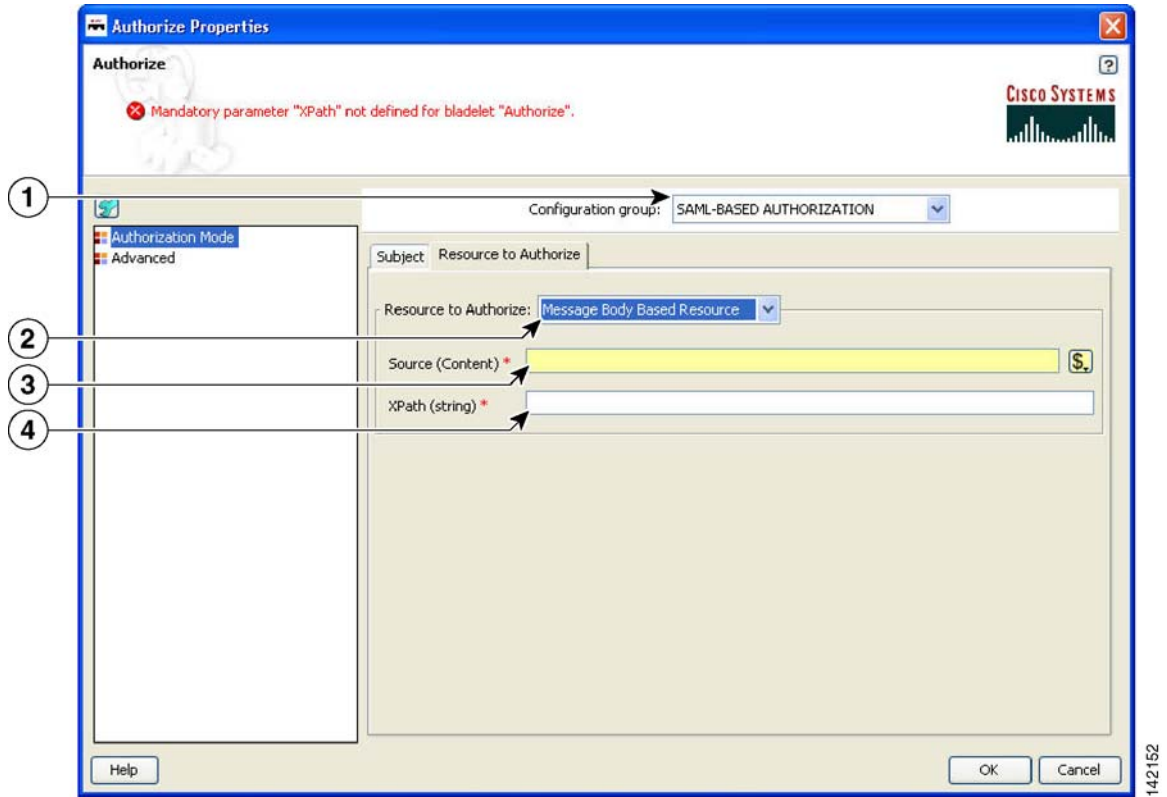 Authorize Properties
Authorize
?
Mandatory parameter "XPath" not defined for bladelet "Authorize".
CISCO SYSTEMS
1
Configuration group: SAML-BASED AUTHORIZATION
Authorization Mode
Advanced
Subject Resource to Authorize
2
Resource to Authorize: Message Body Based Resource
3
Source (Content) * $
4
XPath (string) *
Help OK Cancel
142152